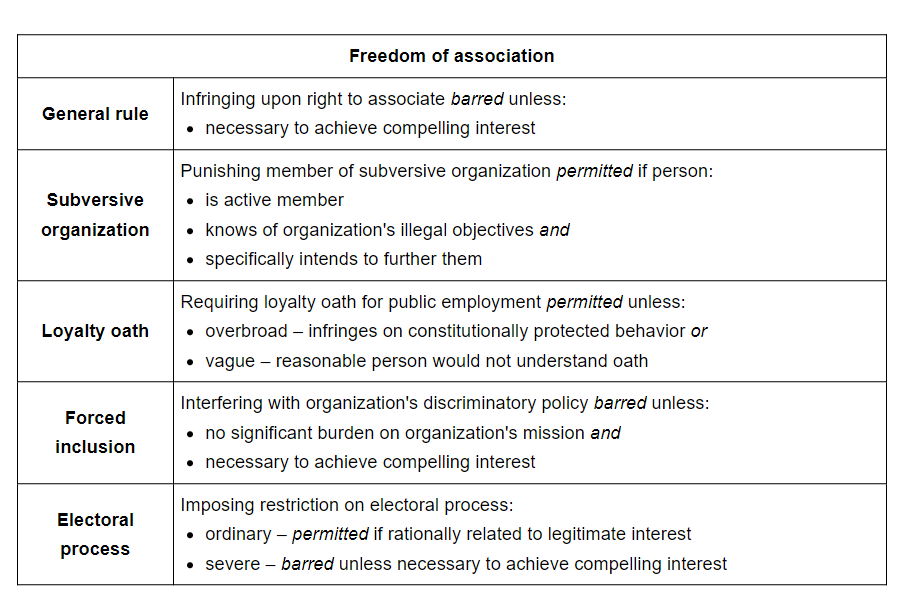 Freedom of association
General rule
Infringing upon right to associate barred unless:
• necessary to achieve compelling interest
Subversive
organization
Punishing member of subversive organization permitted if person:
• is active member
• knows of organization's illegal objectives and
• specifically intends to further them
Loyalty oath
Requiring loyalty oath for public employment permitted unless:
• overbroad – infringes on constitutionally protected behavior or
• vague – reasonable person would not understand oath
Forced
inclusion
Interfering with organization's discriminatory policy barred unless:
• no significant burden on organization's mission and
• necessary to achieve compelling interest
Electoral
process
Imposing restriction on electoral process:
• ordinary – permitted if rationally related to legitimate interest
• severe – barred unless necessary to achieve compelling interest